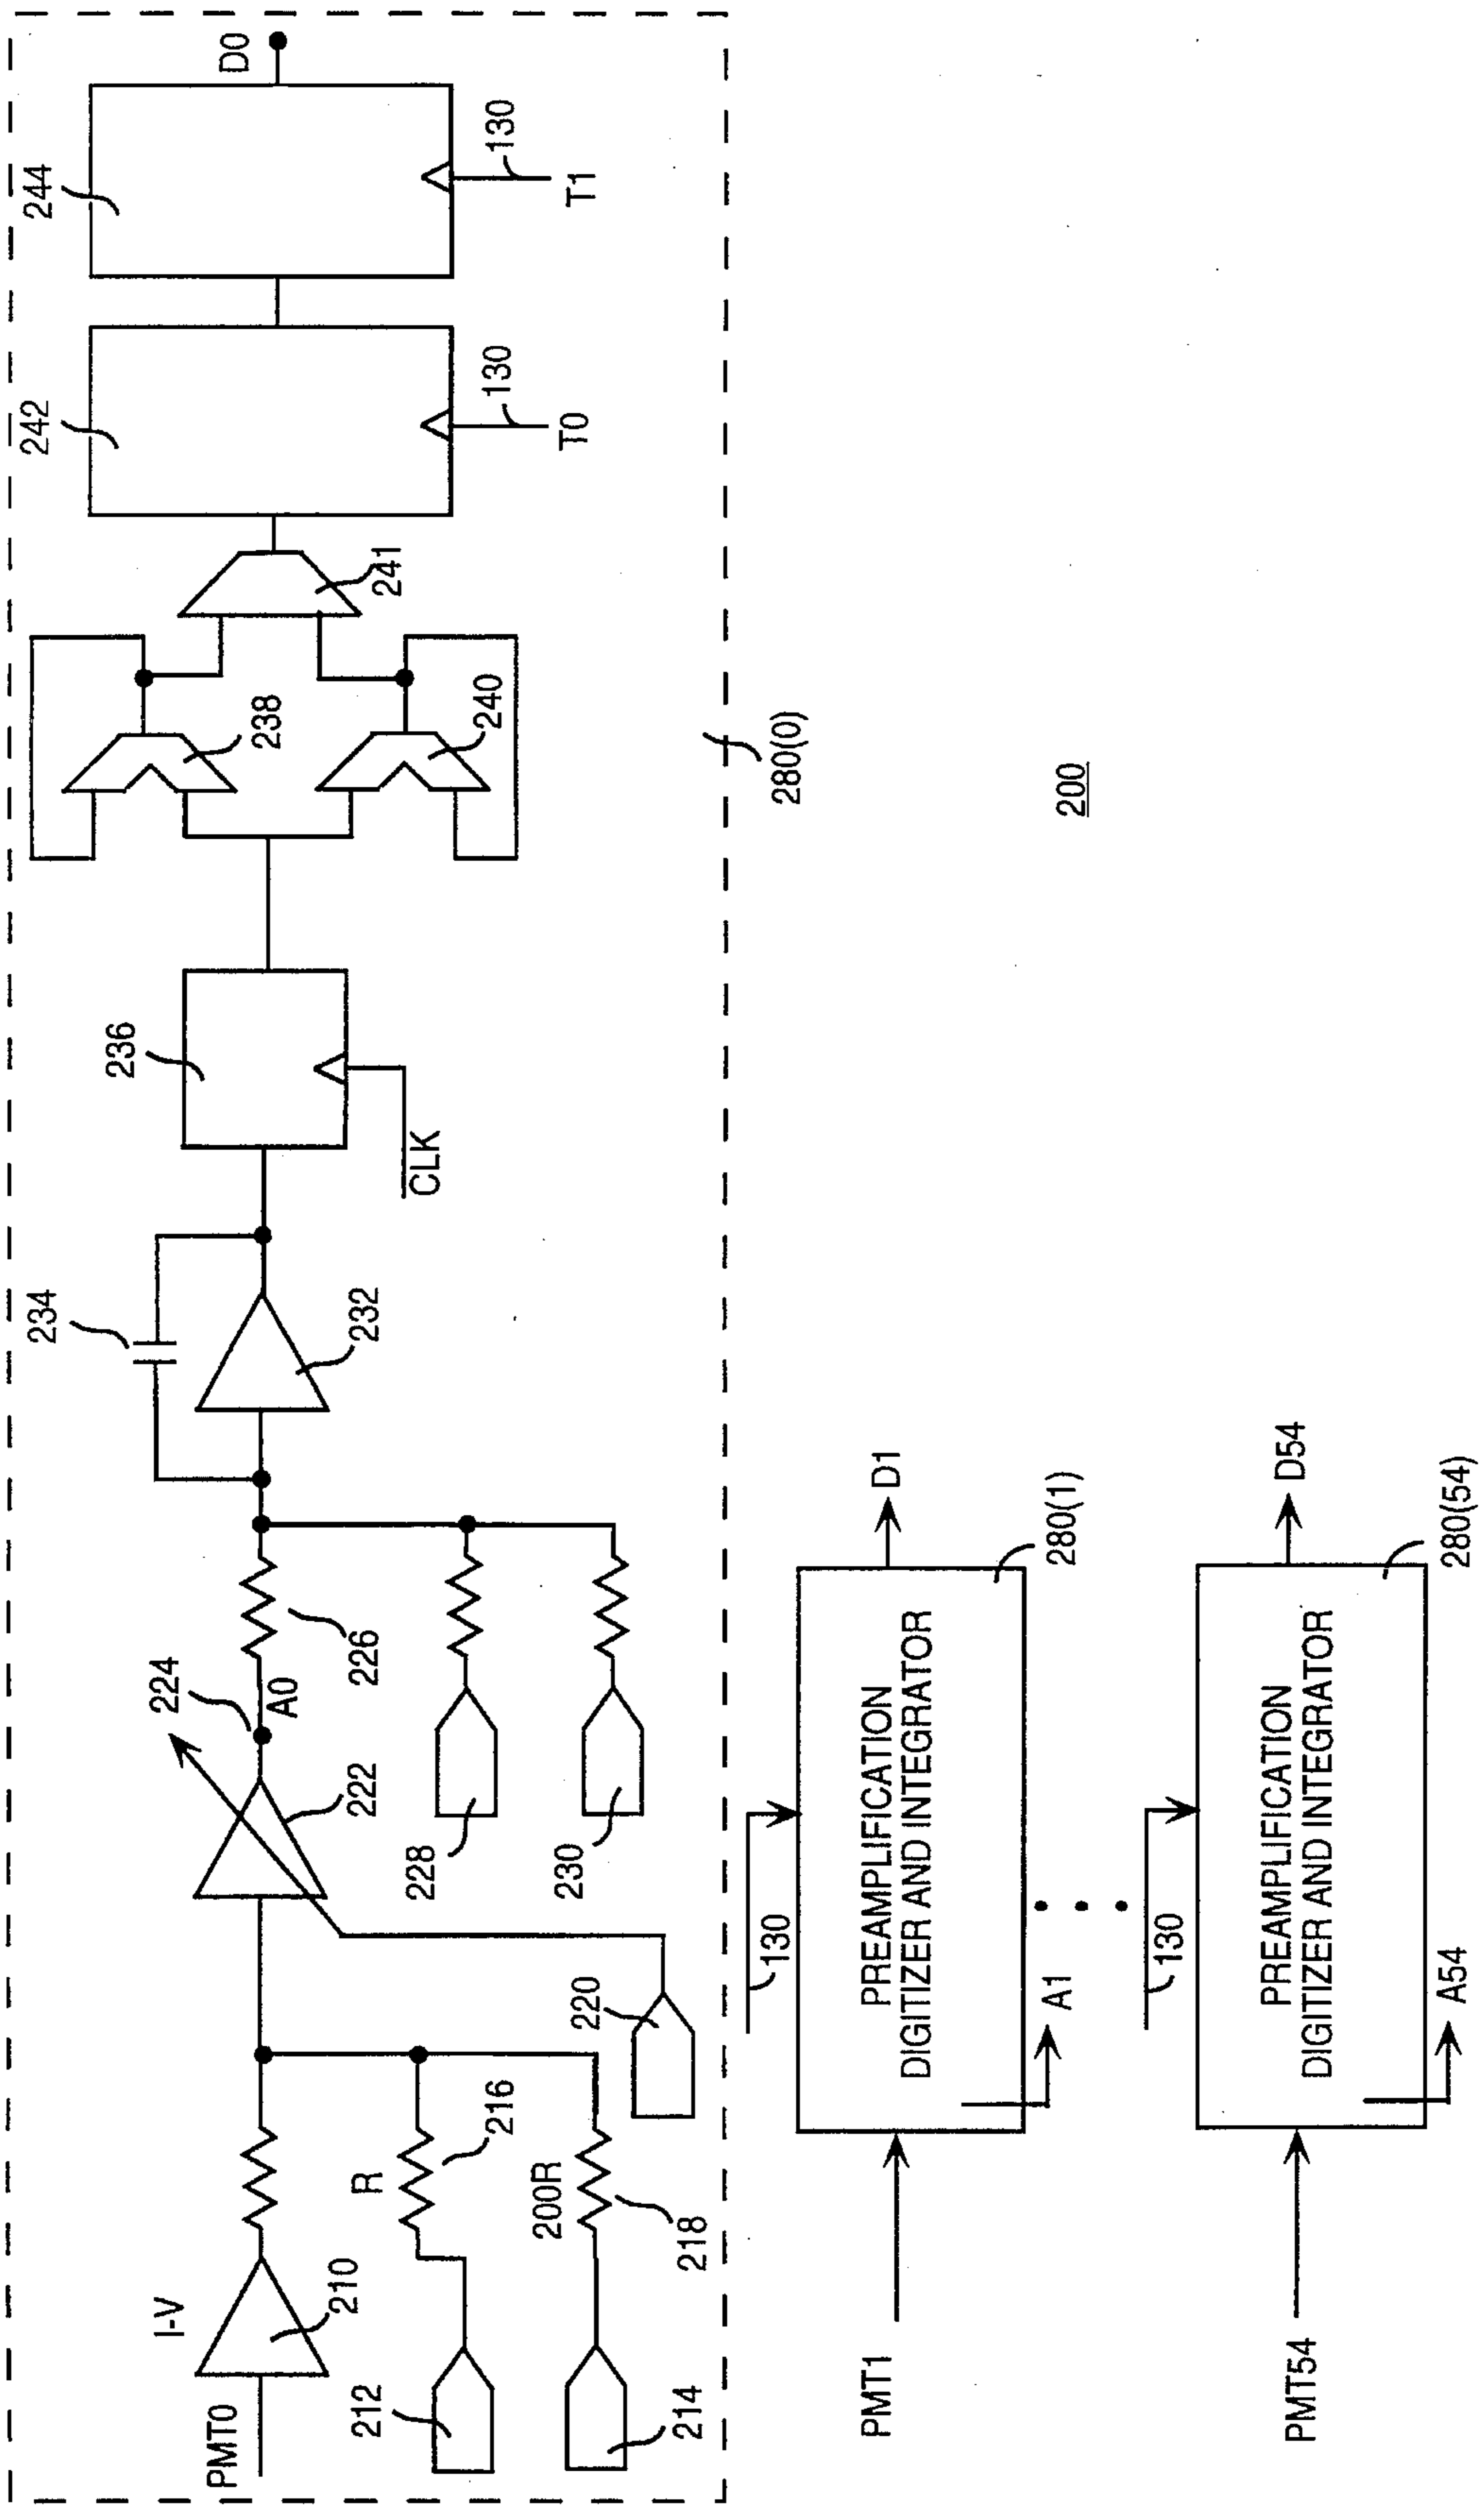 PMT0
I-V
210
212
214
R
216
200R
218
220
222
224
A0
226
228
230
234
232
236
CLK
238
240
241
242
130
T0
244
130
T1
D0
280(0)
200
PMT1
130
A1
PREAMPLIFICATION
DIGITIZER AND INTEGRATOR
D1
280(1)
PMT54
130
A54
PREAMPLIFICATION
DIGITIZER AND INTEGRATOR
D54
280(54)